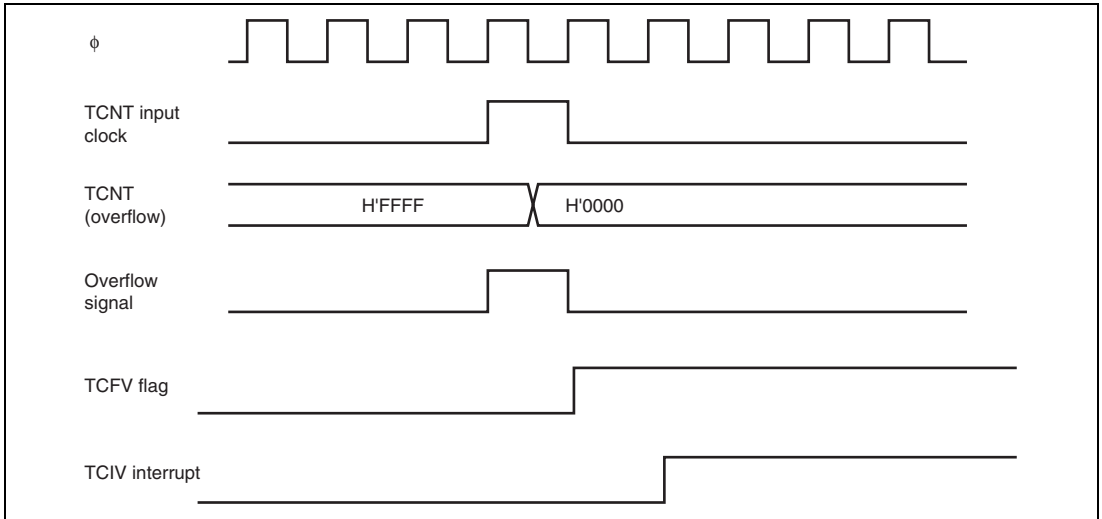 ϕ
TCNT input
clock
TCNT
(overflow)
H'FFFF
H'0000
Overflow
signal
TCFV flag
TCIV interrupt